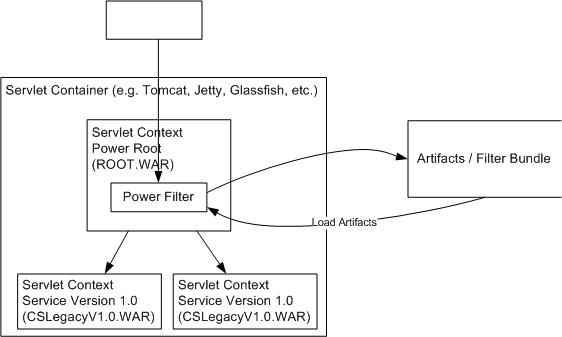 Servlet Container (e.g. Tomcat, Jetty, Glassfish, etc.)
Servlet Context
Power Root
(ROOT.WAR)
Power Filter
Artifacts / Filter Bundle
Load Artifacts
Servlet Context
Service Version 1.0
(CSLegacyV1.0.WAR)
Servlet Context
Service Version 1.0
(CSLegacyV1.0.WAR)